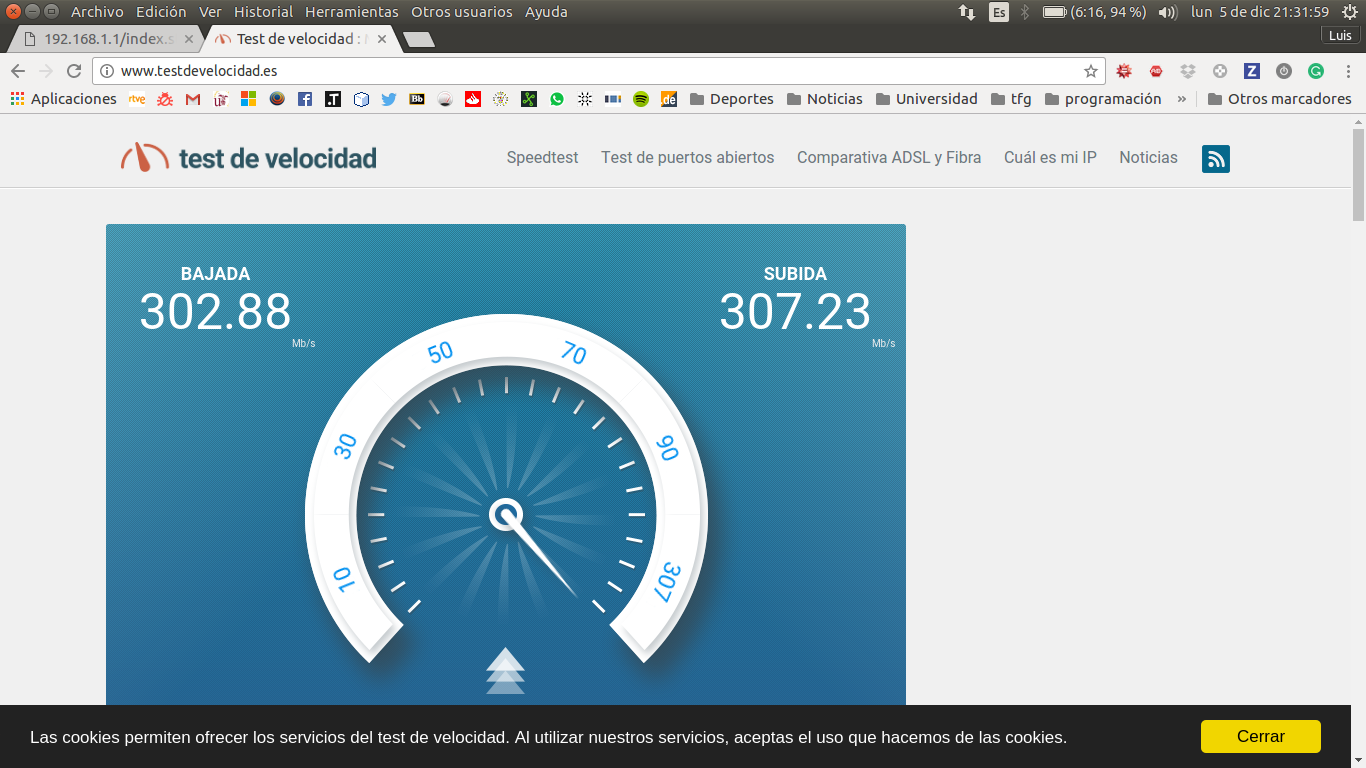 Archivo Edición Ver Historial Herramientas Otros usuarios Ayuda Es (6:16, 94 %) lun 5 de dic 21:31:59
192.168.1.1/index.s Test de velocidad : Luis
www.testdevelocidad.es
Aplicaciones Deportes Noticias Universidad tfg programación » Otros marcadores
test de velocidad Speedtest Test de puertos abiertos Comparativa ADSL y Fibra Cuál es mi IP Noticias
BAJADA SUBIDA
302.88 307.23
Mb/s Mb/s
50 70
30 90
10 307
Las cookies permiten ofrecer los servicios del test de velocidad. Al utilizar nuestros servicios, aceptas el uso que hacemos de las cookies. Cerrar